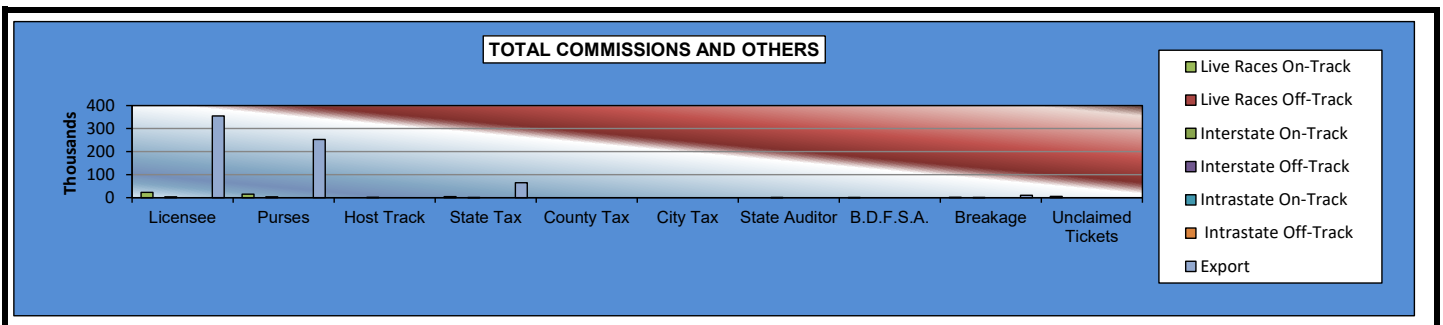 TOTAL COMMISSIONS AND OTHERS
Thousands
400
300
200
100
0
Licensee Purses Host Track State Tax County Tax City Tax State Auditor B.D.F.S.A. Breakage Unclaimed
Tickets
Live Races On-Track
Live Races Off-Track
Interstate On-Track
Interstate Off-Track
Intrastate On-Track
Intrastate Off-Track
Export